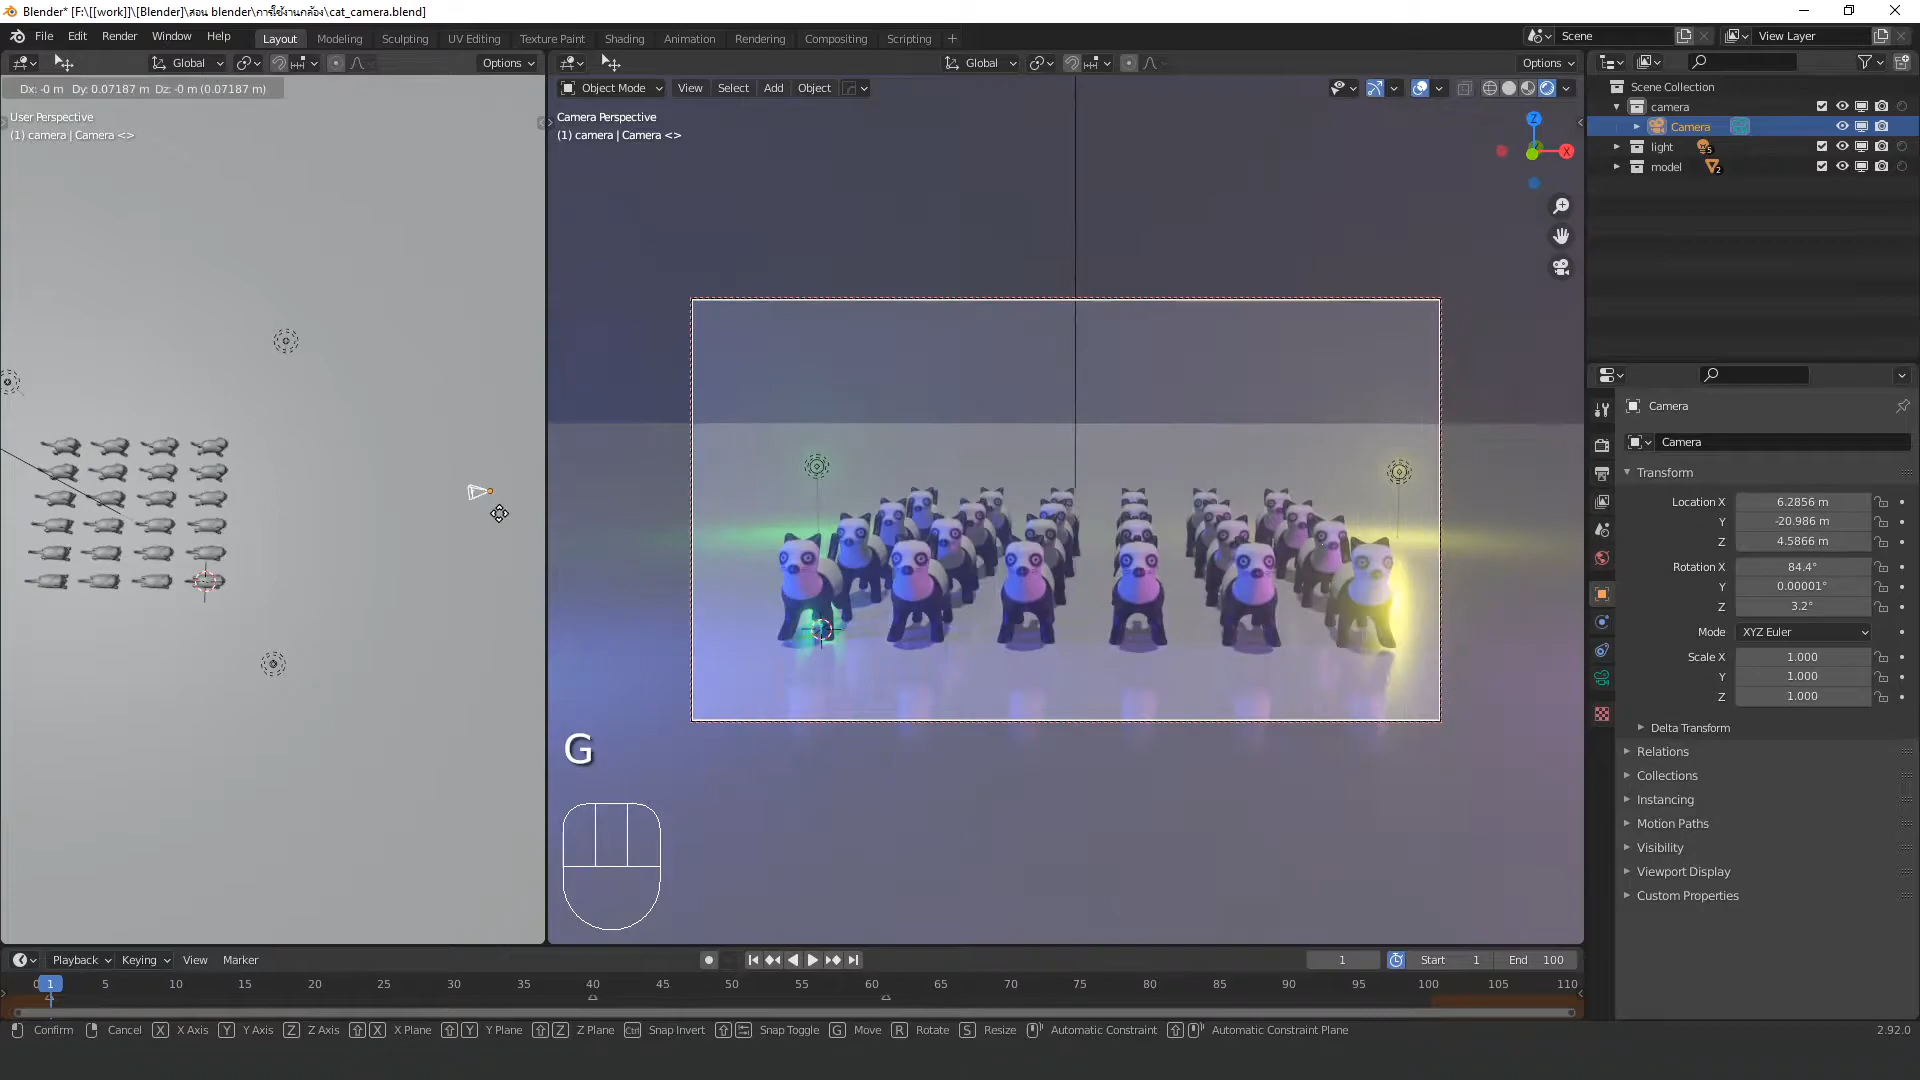 Blender* [F:\[[work]]\[Blender]\สอน blender\การใช้งานกล้อง\cat_camera.blend]
File Edit Render Window Help
Layout Modeling Sculpting UV Editing Texture Paint Shading Animation Rendering Compositing Scripting +
Scene View Layer
Global Options
Global Options
Dx: -0 m Dy: 0.07187 m Dz: -0 m (0.07187 m)
Object Mode View Select Add Object
User Perspective
(1) camera | Camera <>
Camera Perspective
(1) camera | Camera <>
Z
X
G
Scene Collection
camera
Camera
light 5
model 2
Camera
Camera
Transform
Location X 6.2856 m
Y -20.986 m
Z 4.5866 m
Rotation X 84.4°
Y 0.00001°
Z 3.2°
Mode XYZ Euler
Scale X 1.000
Y 1.000
Z 1.000
Delta Transform
Relations
Collections
Instancing
Motion Paths
Visibility
Viewport Display
Custom Properties
Playback Keying View Marker 1 Start 1 End 100
0 1 5 10 15 20 25 30 35 40 45 50 55 60 65 70 75 80 85 90 95 100 105 110
Confirm Cancel X X Axis Y Y Axis Z Z Axis X X Plane Y Y Plane Z Z Plane Ctrl Snap Invert Snap Toggle G Move R Rotate S Resize Automatic Constraint Automatic Constraint Plane 2.92.0